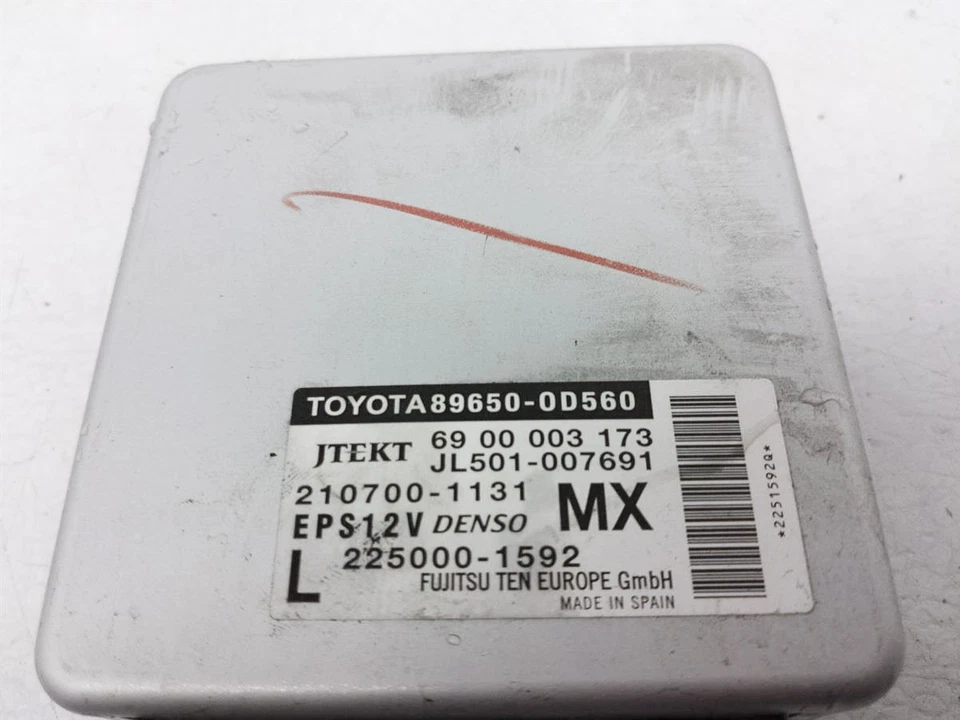 TOYOTA 89650-0D560
JTEKT 69 00 003 173
JL501-007691
210700-1131 MX
EPS12V DENSO
L 225000-1592
FUJITSU TEN EUROPE GmbH
MADE IN SPAIN
*2251592Q*